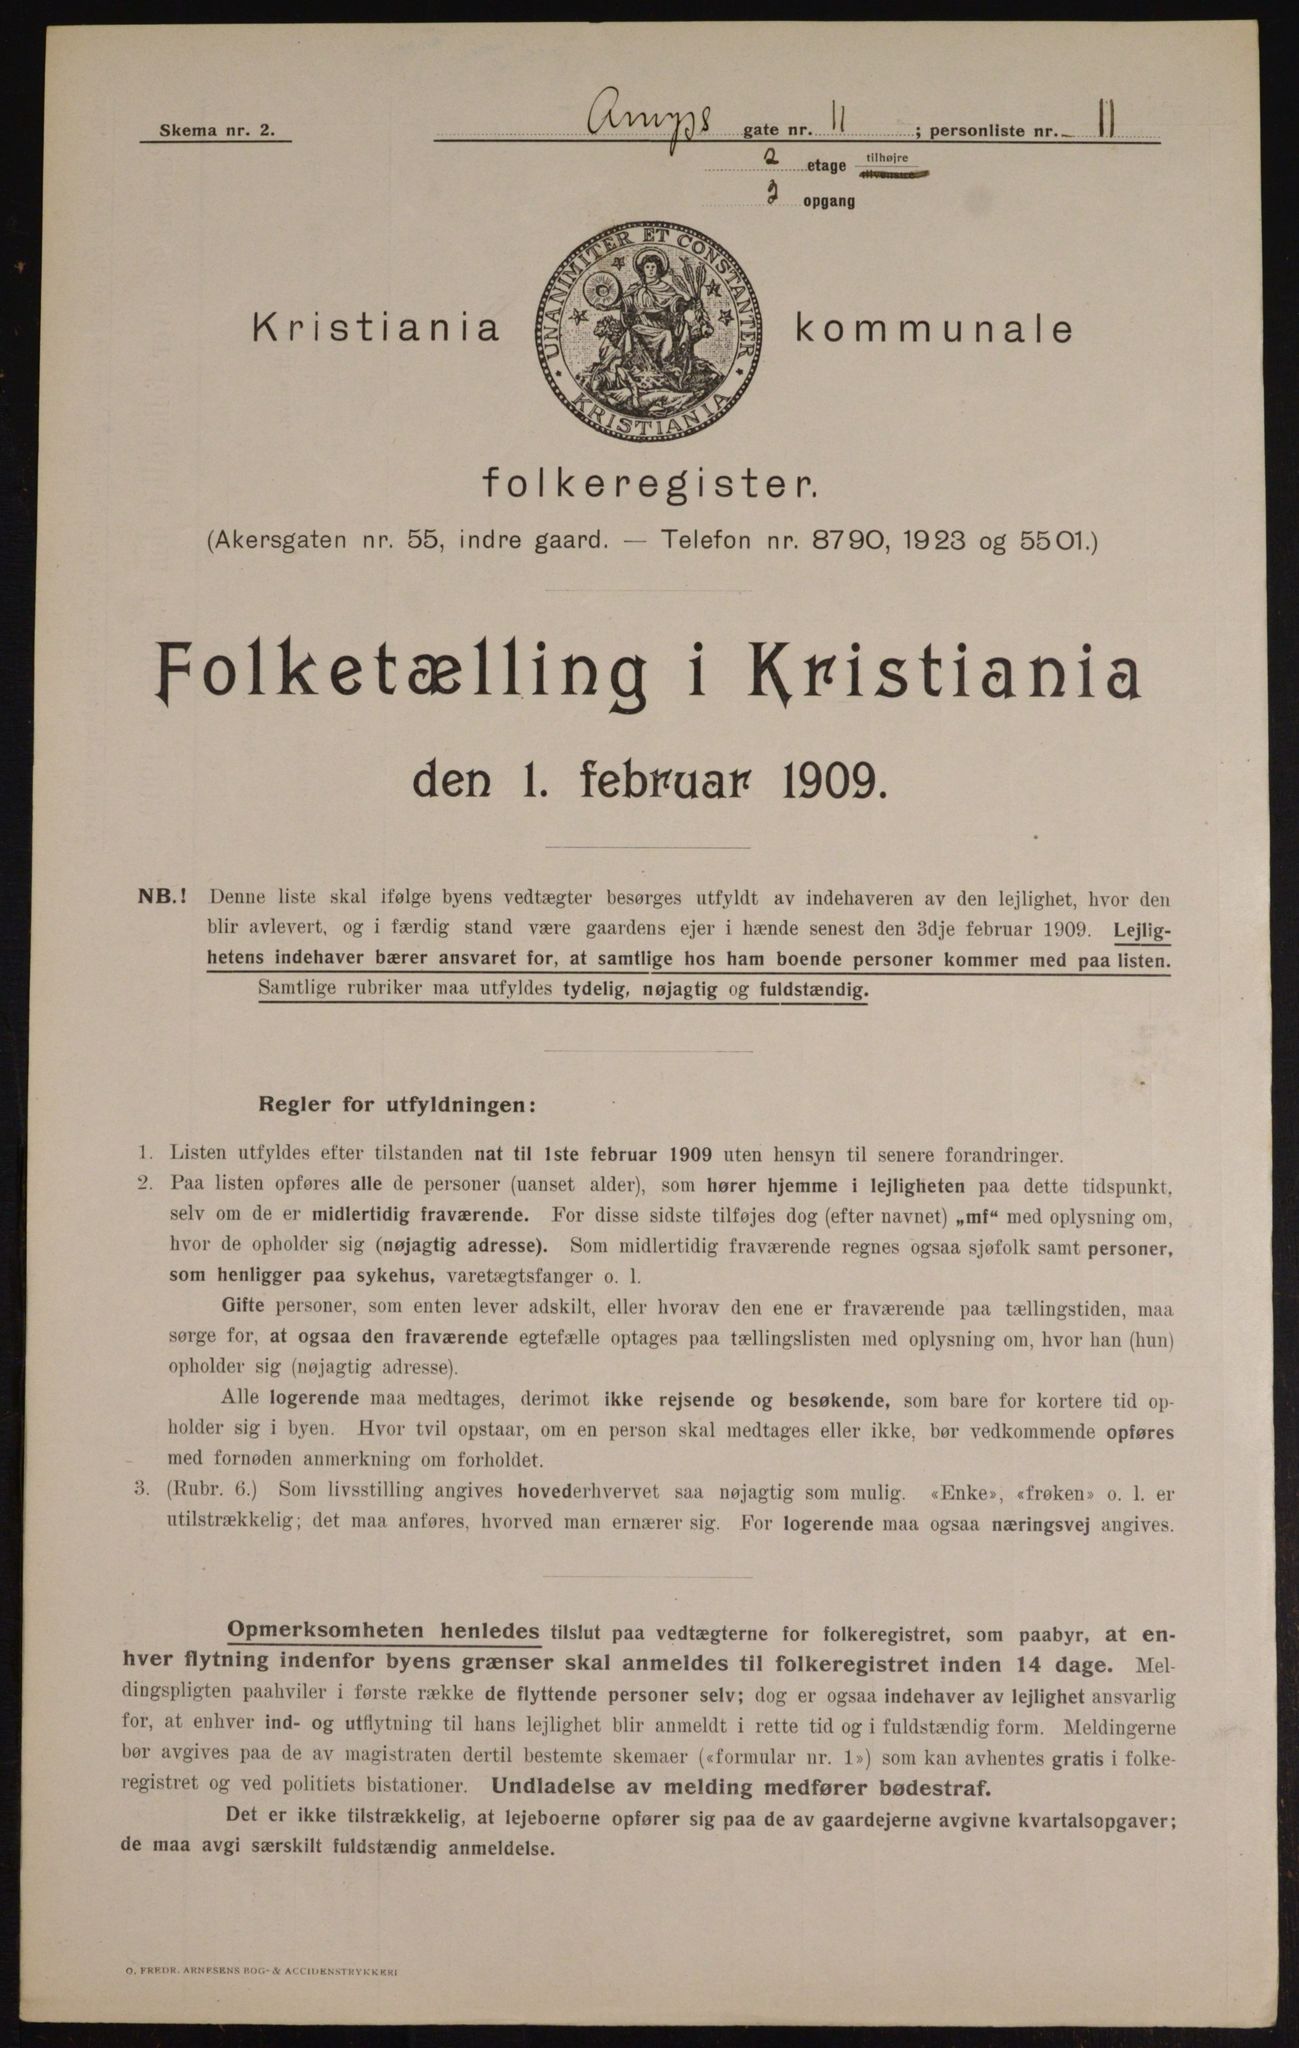 Skema nr. 2.
gate nr. 11 ; personliste nr. 11
2 etage tilhøjre tilvenstre
2 opgang
UNANIMITER ET CONSTANTER
KRISTIANIA
Kristiania kommunale
folkeregister.
(Akersgaten nr. 55, indre gaard. — Telefon nr. 8790, 1923 og 5501.)
Folketælling i Kristiania
den 1. februar 1909.
NB.! Denne liste skal ifølge byens vedtægter besørges utfyldt av indehaveren av den lejlighet, hvor den
blir avlevert, og i færdig stand være gaardens ejer i hænde senest den 3dje februar 1909. Lejlig-
hetens indehaver bærer ansvaret for, at samtlige hos ham boende personer kommer med paa listen.
Samtlige rubriker maa utfyldes tydelig, nøjagtig og fuldstændig.
Regler for utfyldningen:
1. Listen utfyldes efter tilstanden nat til 1ste februar 1909 uten hensyn til senere forandringer.
2. Paa listen opføres alle de personer (uanset alder), som hører hjemme i lejligheten paa dette tidspunkt,
selv om de er midlertidig fraværende. For disse sidste tilføjes dog (efter navnet) „mf“ med oplysning om,
hvor de opholder sig (nøjagtig adresse). Som midlertidig fraværende regnes ogsaa sjøfolk samt personer,
som henligger paa sykehus, varetægtsfanger o. l.
Gifte personer, som enten lever adskilt, eller hvorav den ene er fraværende paa tællingstiden, maa
sørge for, at ogsaa den fraværende egtefælle optages paa tællingslisten med oplysning om, hvor han (hun)
opholder sig (nøjagtig adresse).
Alle logerende maa medtages, derimot ikke rejsende og besøkende, som bare for kortere tid op-
holder sig i byen. Hvor tvil opstaar, om en person skal medtages eller ikke, bør vedkommende opføres
med fornøden anmerkning om forholdet.
3. (Rubr. 6.) Som livsstilling angives hovederhvervet saa nøjagtig som mulig. «Enke», «frøken» o. l. er
utilstrækkelig; det maa anføres, hvorved man ernærer sig. For logerende maa ogsaa næringsvej angives.
Opmerksomheten henledes tilslut paa vedtægterne for folkeregistret, som paabyr, at en-
hver flytning indenfor byens grænser skal anmeldes til folkeregistret inden 14 dage. Mel-
dingspligten paahviler i første række de flyttende personer selv; dog er ogsaa indehaver av lejlighet ansvarlig
for, at enhver ind- og utflytning til hans lejlighet blir anmeldt i rette tid og i fuldstændig form. Meldingerne
bør avgives paa de av magistraten dertil bestemte skemaer («formular nr. 1») som kan avhentes gratis i folke-
registret og ved politiets bistationer. Undladelse av melding medfører bødestraf.
Det er ikke tilstrækkelig, at lejeboerne opfører sig paa de av gaardejerne avgivne kvartalsopgaver;
de maa avgi særskilt fuldstændig anmeldelse.
O. FREDR. ARNESENS BOG- & ACCIDENSTRYKKERI